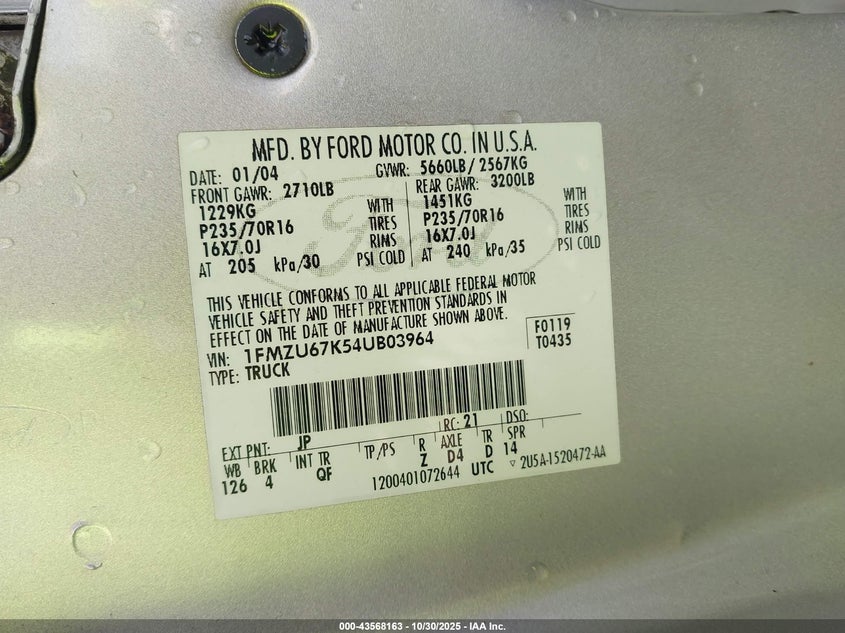 MFD. BY FORD MOTOR CO. IN U.S.A.
DATE: 01/04 GVWR: 5660LB / 2567KG
FRONT GAWR: 2710LB REAR GAWR: 3200LB
1229KG WITH 1451KG WITH
P235/70R16 TIRES P235/70R16 TIRES
16X7.0J RIMS 16X7.0J RIMS
AT 205 kPa/30 PSI COLD AT 240 kPa/35 PSI COLD
Ford
THIS VEHICLE CONFORMS TO ALL APPLICABLE FEDERAL MOTOR
VEHICLE SAFETY AND THEFT PREVENTION STANDARDS IN
EFFECT ON THE DATE OF MANUFACTURE SHOWN ABOVE.
VIN: 1FMZU67K54UB03964 F0119
TYPE: TRUCK T0435
EXT PNT: JP RC: 21 DSO:
WB BRK INT TR TP/PS R AXLE TR SPR
126 4 QF Z D4 D 14
1200401072644 UTC ▽ 2U5A-1520472-AA
000-43568163 - 10/30/2025 - IAA Inc.